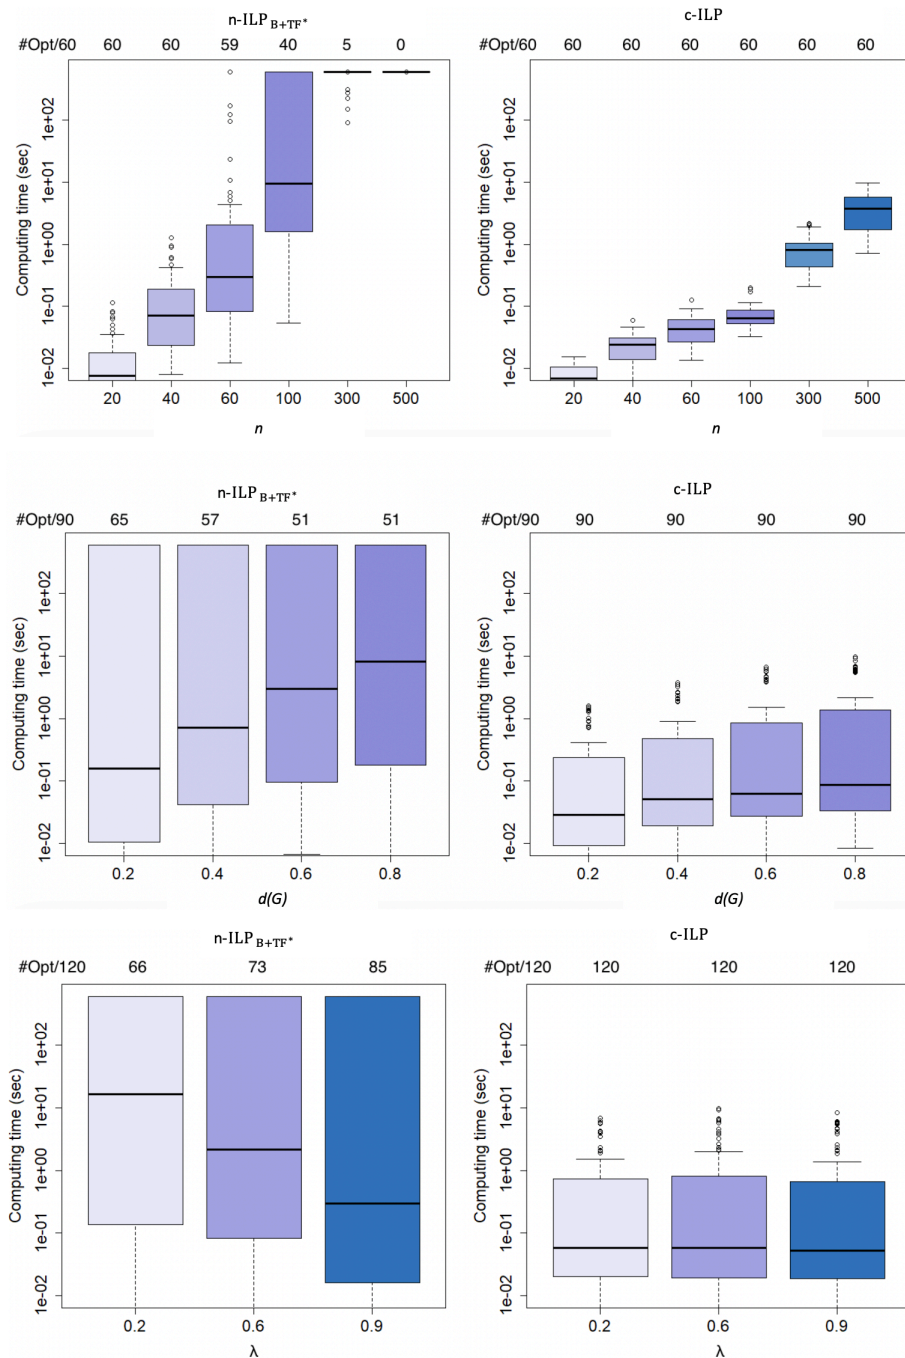 n-ILP_B+TF*
#Opt/60 60 60 59 40 5 0
Computing time (sec)
1e+02
1e+01
1e+00
1e-01
1e-02
20 40 60 100 300 500
n
c-ILP
#Opt/60 60 60 60 60 60 60
Computing time (sec)
1e+02
1e+01
1e+00
1e-01
1e-02
20 40 60 100 300 500
n
n-ILP_B+TF*
#Opt/90 65 57 51 51
Computing time (sec)
1e+02
1e+01
1e+00
1e-01
1e-02
0.2 0.4 0.6 0.8
d(G)
c-ILP
#Opt/90 90 90 90 90
Computing time (sec)
1e+02
1e+01
1e+00
1e-01
1e-02
0.2 0.4 0.6 0.8
d(G)
n-ILP_B+TF*
#Opt/120 66 73 85
Computing time (sec)
1e+02
1e+01
1e+00
1e-01
1e-02
0.2 0.6 0.9
λ
c-ILP
#Opt/120 120 120 120
Computing time (sec)
1e+02
1e+01
1e+00
1e-01
1e-02
0.2 0.6 0.9
λ